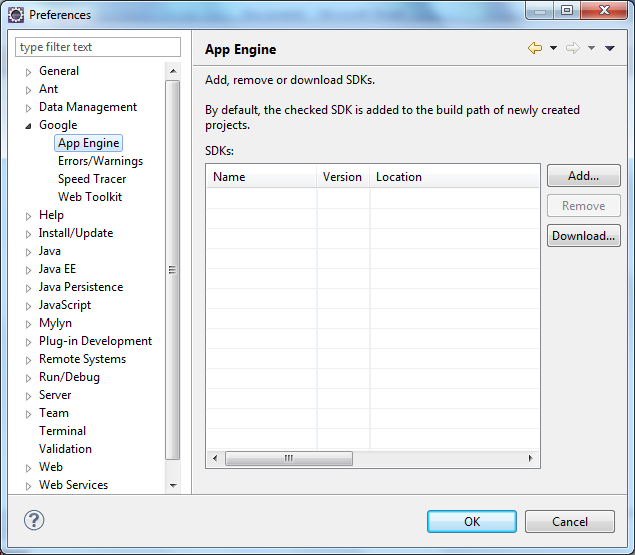 Preferences
type filter text
General
Ant
Data Management
Google
App Engine
Errors/Warnings
Speed Tracer
Web Toolkit
Help
Install/Update
Java
Java EE
Java Persistence
JavaScript
Mylyn
Plug-in Development
Remote Systems
Run/Debug
Server
Team
Terminal
Validation
Web
Web Services
App Engine
Add, remove or download SDKs.
By default, the checked SDK is added to the build path of newly created
projects.
SDKs:
Name Version Location
Add...
Remove
Download...
?
OK Cancel